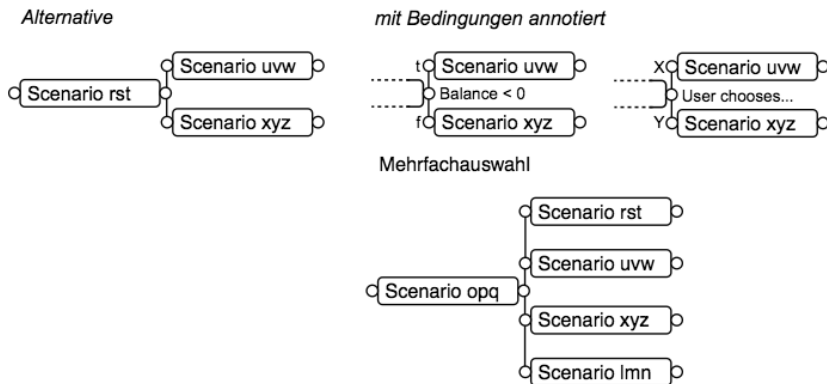 Alternative
mit Bedingungen annotiert
Scenario rst
Scenario uvw
Scenario xyz
t
Scenario uvw
Balance < 0
f
Scenario xyz
X
Scenario uvw
User chooses...
Y
Scenario xyz
Mehrfachauswahl
Scenario opq
Scenario rst
Scenario uvw
Scenario xyz
Scenario lmn